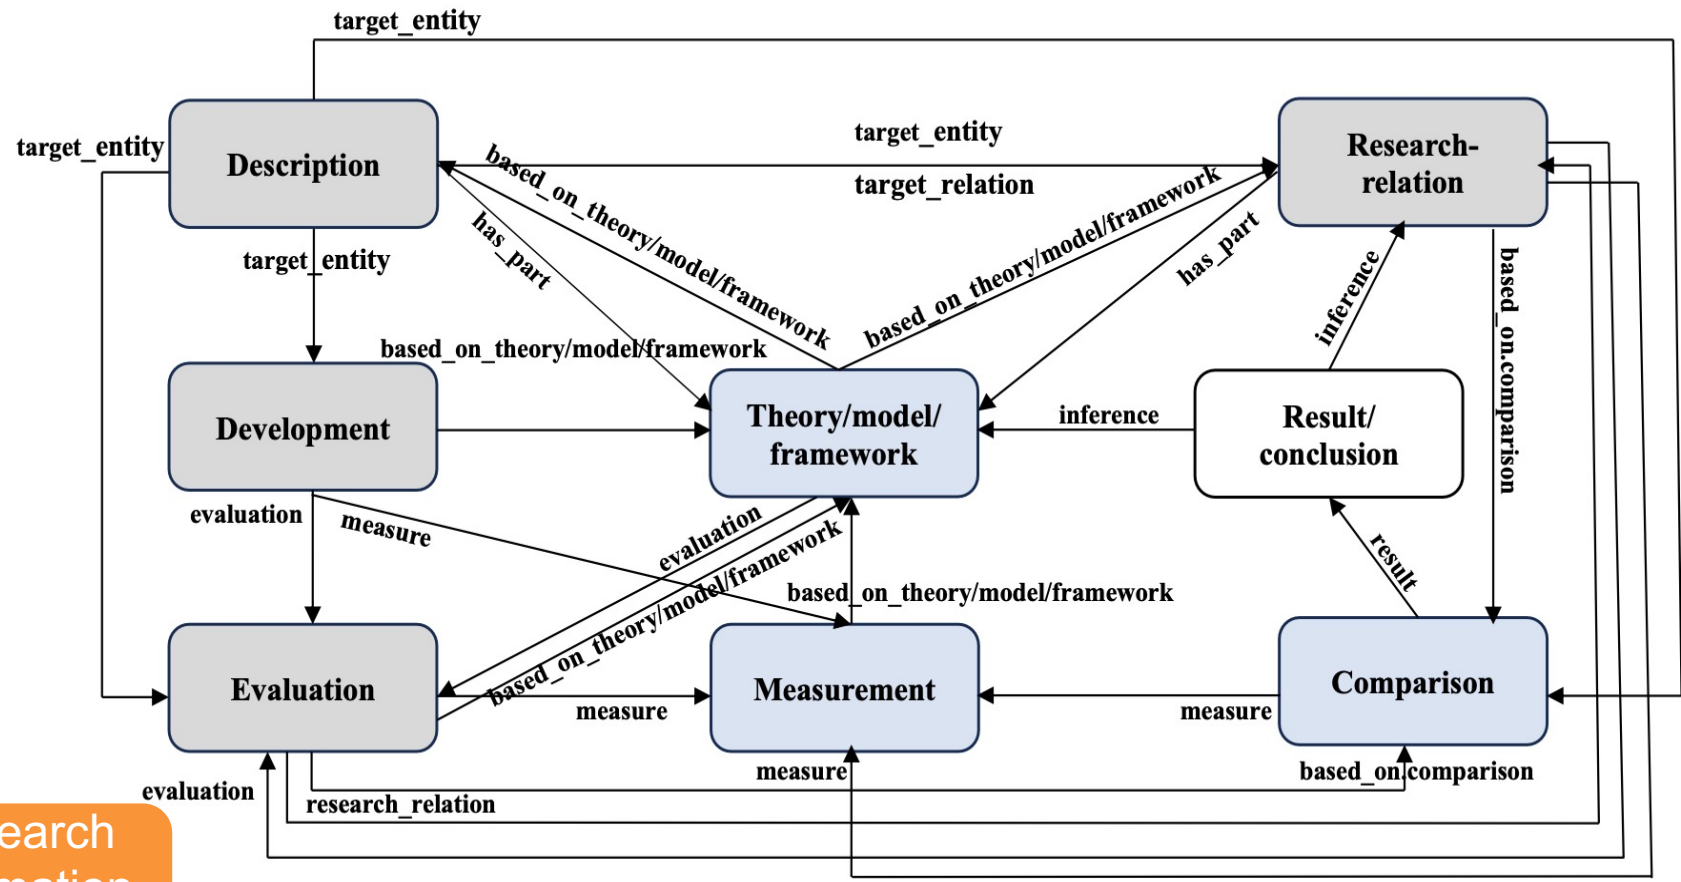 target_entity
target_entity
Description
target_entity
target_relation
Research-
relation
based_on_theory/model/framework
has_part
based_on_theory/model/framework
has_part
target_entity
inference
based_on.comparison
based_on_theory/model/framework
Development
Theory/model/
framework
inference
Result/
conclusion
evaluation
measure
evaluation
based_on_theory/model/framework
based_on_theory/model/framework
result
Evaluation
measure
Measurement
measure
Comparison
evaluation
research_relation
measure
based_on.comparison
earch